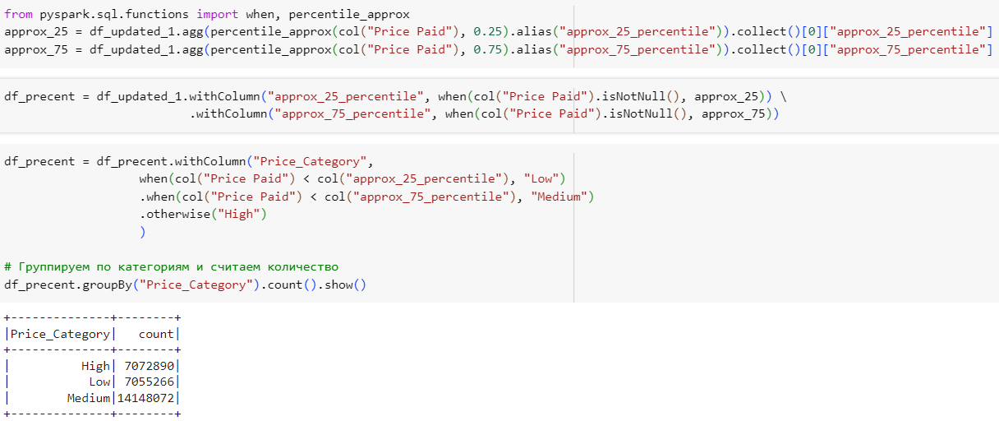 from pyspark.sql.functions import when, percentile_approx
approx_25 = df_updated_1.agg(percentile_approx(col("Price Paid"), 0.25).alias("approx_25_percentile")).collect()[0]["approx_25_percentile"]
approx_75 = df_updated_1.agg(percentile_approx(col("Price Paid"), 0.75).alias("approx_75_percentile")).collect()[0]["approx_75_percentile"]
df_precent = df_updated_1.withColumn("approx_25_percentile", when(col("Price Paid").isNotNull(), approx_25)) \
.withColumn("approx_75_percentile", when(col("Price Paid").isNotNull(), approx_75))
df_precent = df_precent.withColumn("Price_Category",
when(col("Price Paid") < col("approx_25_percentile"), "Low")
.when(col("Price Paid") < col("approx_75_percentile"), "Medium")
.otherwise("High")
)
# Группируем по категориям и считаем количество
df_precent.groupBy("Price_Category").count().show()
+--------------+--------+
|Price_Category|   count|
+--------------+--------+
|          High| 7072890|
|           Low| 7055266|
|        Medium|14148072|
+--------------+--------+